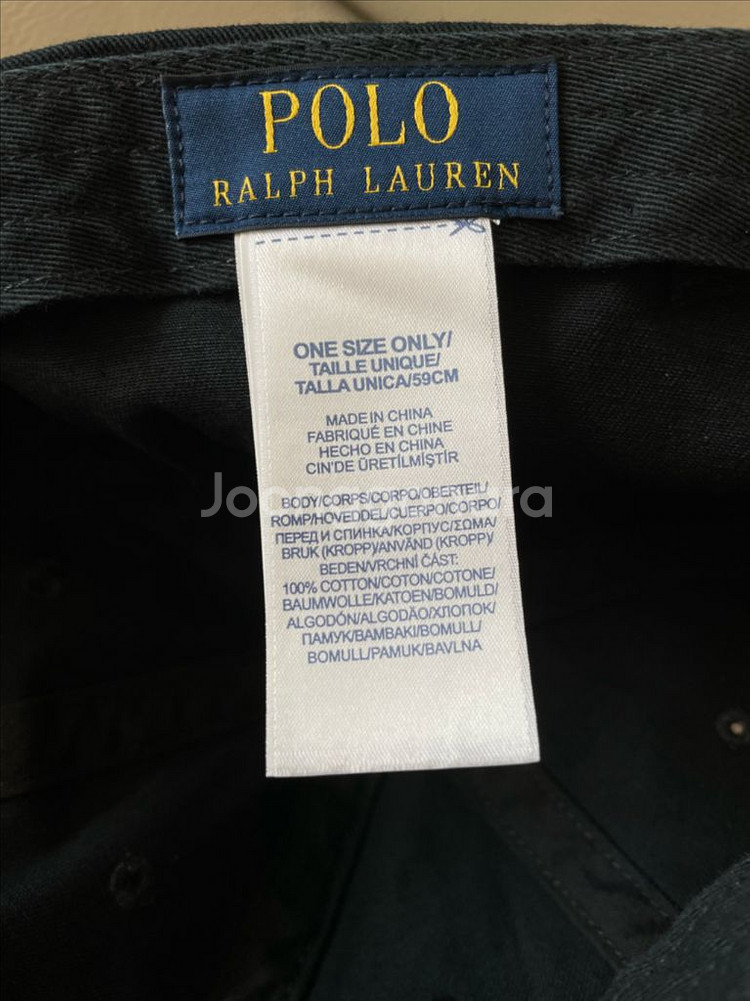 POLO
RALPH LAUREN
ONE SIZE ONLY/
TAILLE UNIQUE/
TALLA UNICA/59CM
MADE IN CHINA
FABRIQUÉ EN CHINE
HECHO EN CHINA
CIN'DE ÜRETİLMİŞTİR
BODY/CORPS/CORPO/OBERTEIL/
ROMP/HOVEDDEL/CUERPO/CORPO/
ПЕРЕД И СПИНКА/КОРПУС/ΣΩΜΑ/
BRUK (KROPP)/ANVÄND (KROPP)/
BEDEN/VRCHNÍ ČÁST:
100% COTTON/COTON/COTONE/
BAUMWOLLE/KATOEN/BOMULD/
ALGODÓN/ALGODÃO/ХЛОПОК/
ПАМУК/BAMBAKI/BOMULL/
BOMULL/PAMUK/BAVLNA